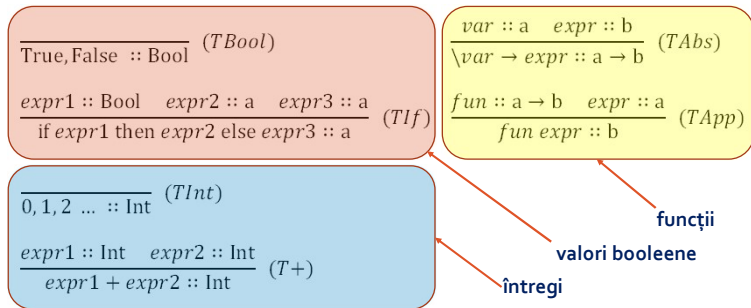 True, False :: Bool (TBool)
expr1 :: Bool expr2 :: a expr3 :: a
if expr1 then expr2 else expr3 :: a (TIf)
var :: a expr :: b
\var → expr :: a → b (TAbs)
fun :: a → b expr :: a
fun expr :: b (TApp)
0, 1, 2 ... :: Int (TInt)
expr1 :: Int expr2 :: Int
expr1 + expr2 :: Int (T+)
funcții
valori booleene
întregi